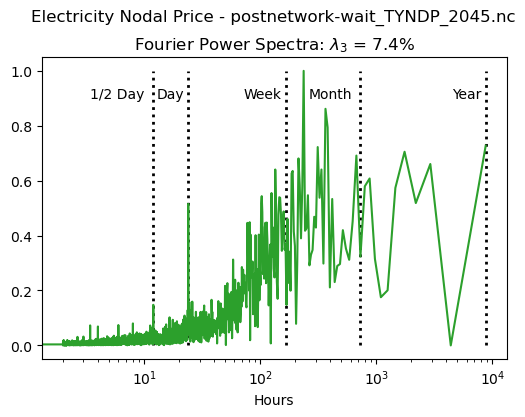 Electricity Nodal Price - postnetwork-wait_TYNDP_2045.nc
Fourier Power Spectra: λ₃ = 7.4%
1/2 Day
Day
Week
Month
Year
1.0
0.8
0.6
0.4
0.2
0.0
10¹
10²
10³
10⁴
Hours